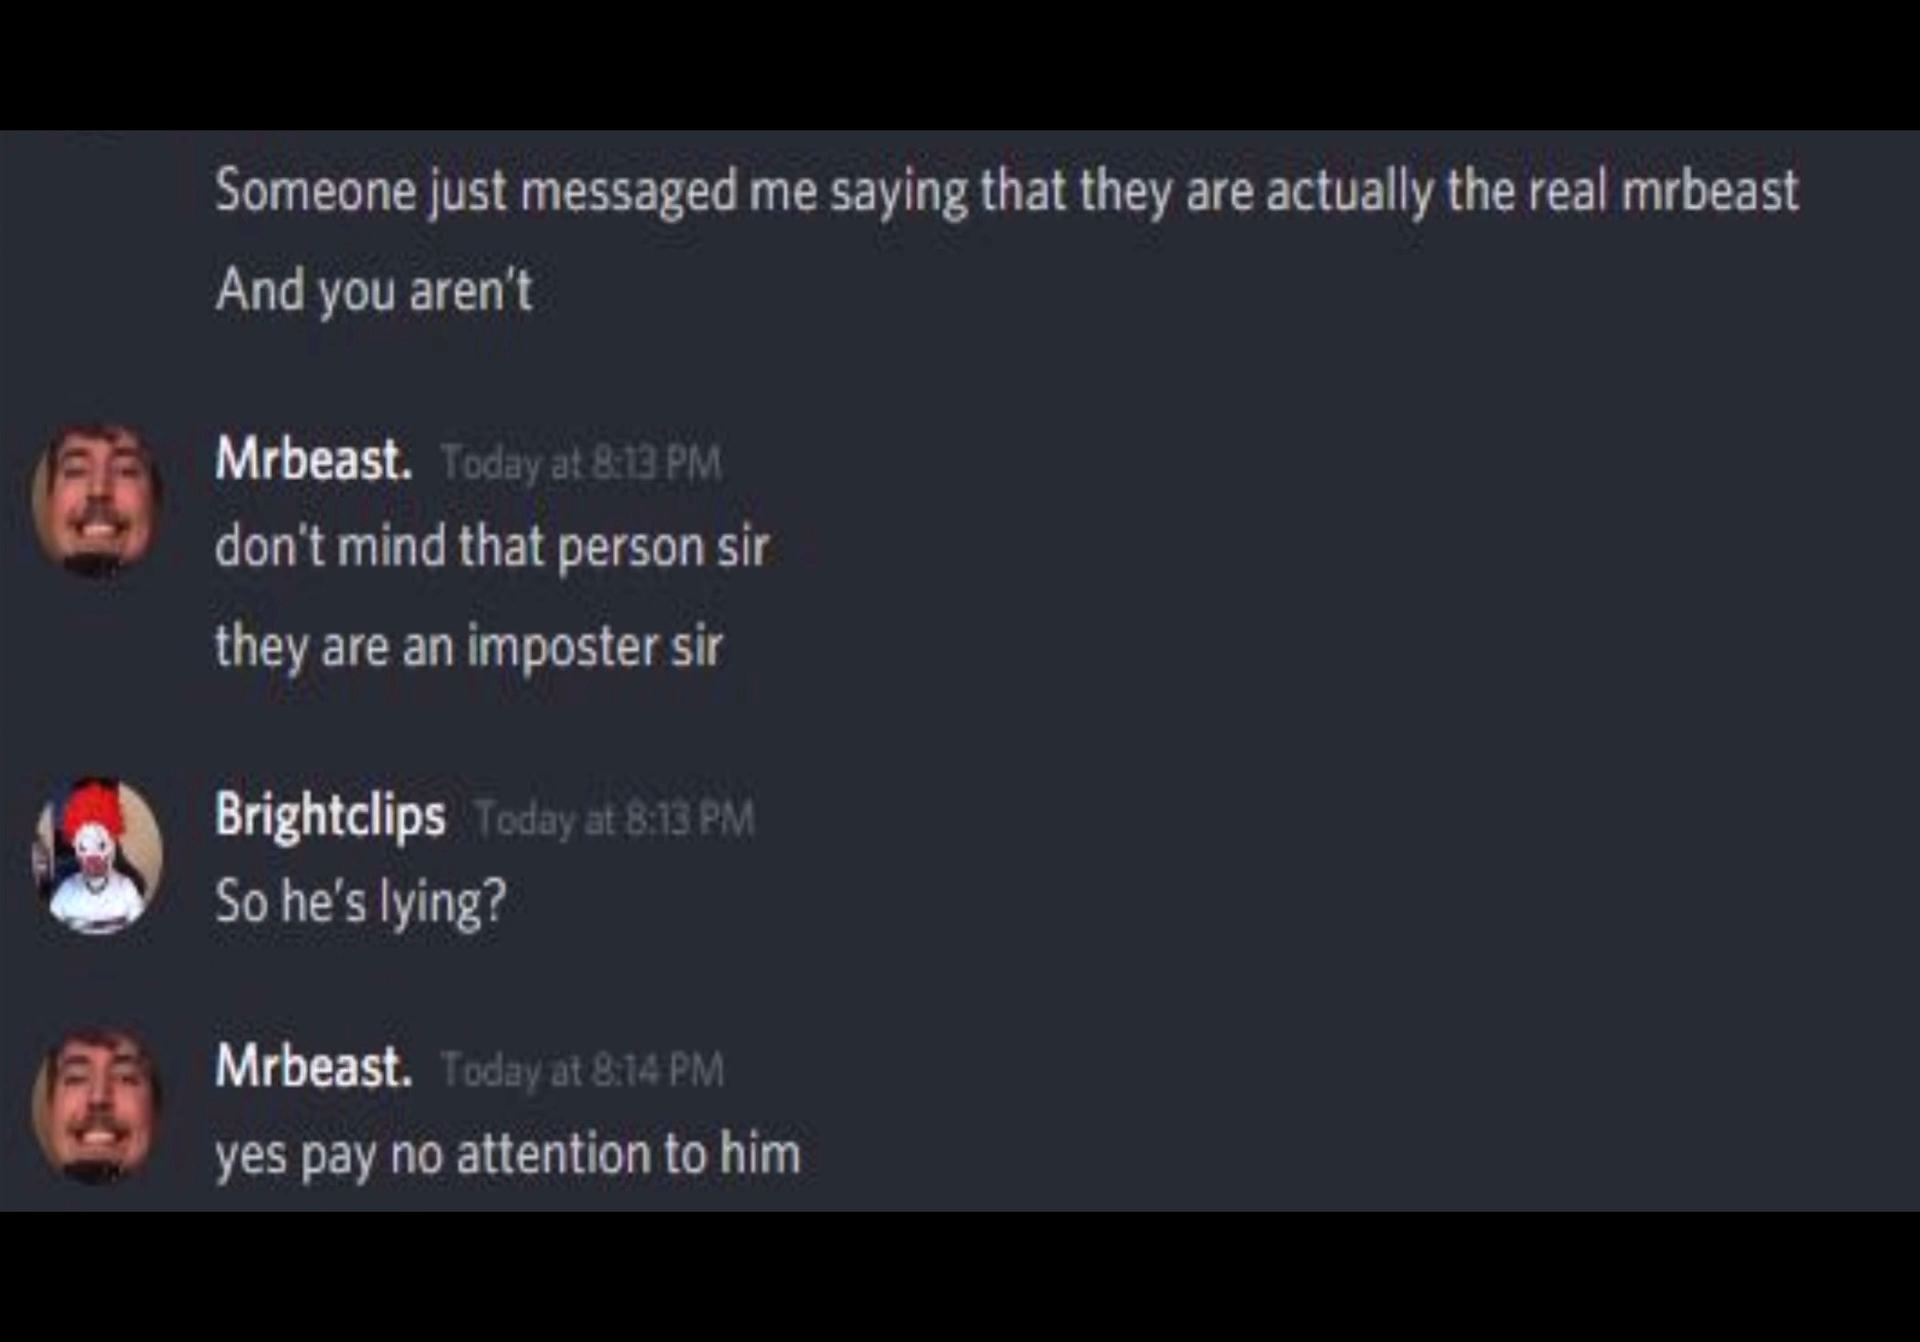 Someone just messaged me saying that they are actually the real mrbeast
And you aren’t
Mrbeast. Today at 8:13 PM
don't mind that person sir
they are an imposter sir
Brightclips Today at 8:13 PM
So he’s lying?
Mrbeast. Today at 8:14 PM
yes pay no attention to him